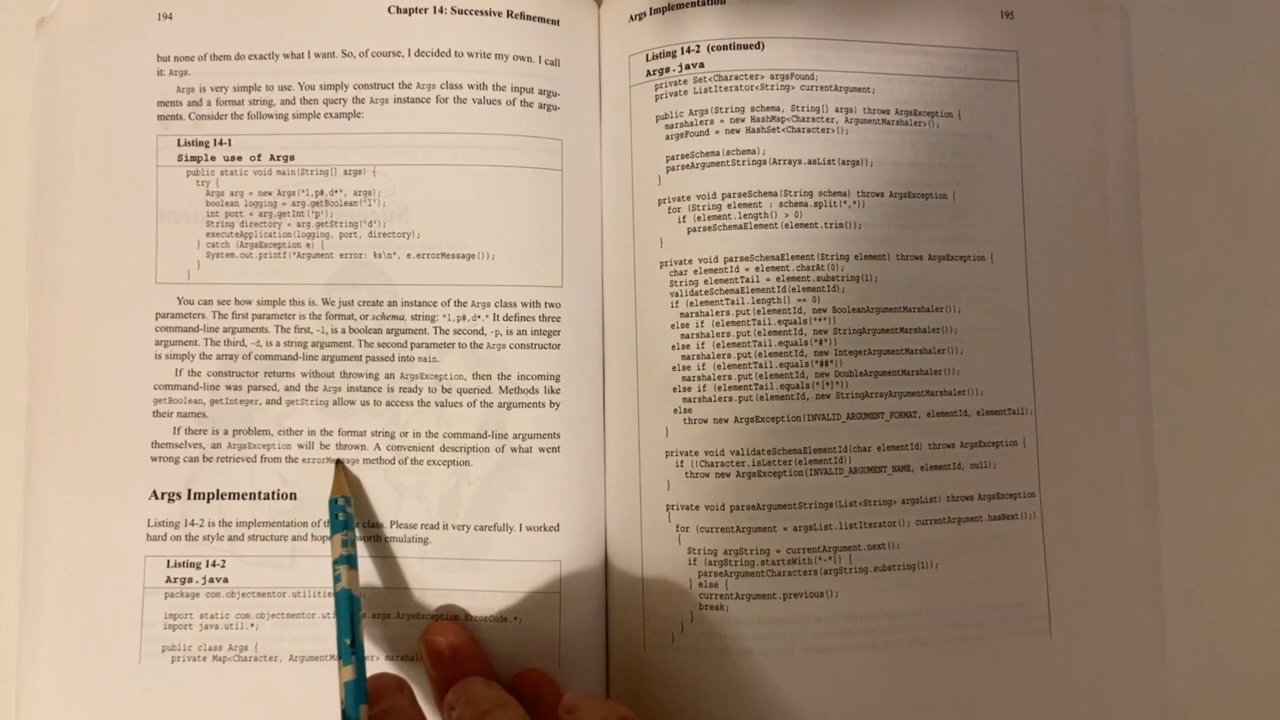 194
Chapter 14: Successive Refinement
but none of them do exactly what I want. So, of course, I decided to write my own. I call
it: Args.
Args is very simple to use. You simply construct the Args class with the input argu-
ments and a format string, and then query the Args instance for the values of the argu-
ments. Consider the following simple example:
Listing 14-1
Simple use of Args
public static void main(String[] args) {
try {
Args arg = new Args("l,p#,d*", args);
boolean logging = arg.getBoolean('l');
int port = arg.getInt('p');
String directory = arg.getString('d');
executeApplication(logging, port, directory);
} catch (ArgsException e) {
System.out.printf("Argument error: %s\n", e.errorMessage());
}
}
You can see how simple this is. We just create an instance of the Args class with two
parameters. The first parameter is the format, or schema, string: "l,p#,d*." It defines three
command-line arguments. The first, -l, is a boolean argument. The second, -p, is an integer
argument. The third, -d, is a string argument. The second parameter to the Args constructor
is simply the array of command-line argument passed into main.
If the constructor returns without throwing an ArgsException, then the incoming
command-line was parsed, and the Args instance is ready to be queried. Methods like
getBoolean, getInteger, and getString allow us to access the values of the arguments by
their names.
If there is a problem, either in the format string or in the command-line arguments
themselves, an ArgsException will be thrown. A convenient description of what went
wrong can be retrieved from the errorMessage method of the exception.
Args Implementation
Listing 14-2 is the implementation of the class. Please read it very carefully. I worked
hard on the style and structure and hope worth emulating.
Listing 14-2
Args.java
package com.objectmentor.utilities
import static com.objectmentor.utilities.args.ArgsException.ErrorCode.*;
import java.util.*;
public class Args {
private Map<Character, ArgumentMarshaler>
Args Implementation
195
Listing 14-2 (continued)
Args.java
private Set<Character> argsFound;
private ListIterator<String> currentArgument;
public Args(String schema, String[] args) throws ArgsException {
marshalers = new HashMap<Character, ArgumentMarshaler>();
argsFound = new HashSet<Character>();
parseSchema(schema);
parseArgumentStrings(Arrays.asList(args));
}
private void parseSchema(String schema) throws ArgsException {
for (String element : schema.split(","))
if (element.length() > 0)
parseSchemaElement(element.trim());
}
private void parseSchemaElement(String element) throws ArgsException {
char elementId = element.charAt(0);
String elementTail = element.substring(1);
validateSchemaElementId(elementId);
if (elementTail.length() == 0)
marshalers.put(elementId, new BooleanArgumentMarshaler());
else if (elementTail.equals("*"))
marshalers.put(elementId, new StringArgumentMarshaler());
else if (elementTail.equals("#"))
marshalers.put(elementId, new IntegerArgumentMarshaler());
else if (elementTail.equals("##"))
marshalers.put(elementId, new DoubleArgumentMarshaler());
else if (elementTail.equals("[*]"))
marshalers.put(elementId, new StringArrayArgumentMarshaler());
else
throw new ArgsException(INVALID_ARGUMENT_FORMAT, elementId, elementTail);
}
private void validateSchemaElementId(char elementId) throws ArgsException {
if (!Character.isLetter(elementId))
throw new ArgsException(INVALID_ARGUMENT_NAME, elementId, null);
}
private void parseArgumentStrings(List<String> argsList) throws ArgsException
{
for (currentArgument = argsList.listIterator(); currentArgument.hasNext();)
{
String argString = currentArgument.next();
if (argString.startsWith("-")) {
parseArgumentCharacters(argString.substring(1));
} else {
currentArgument.previous();
break;
}
}
}